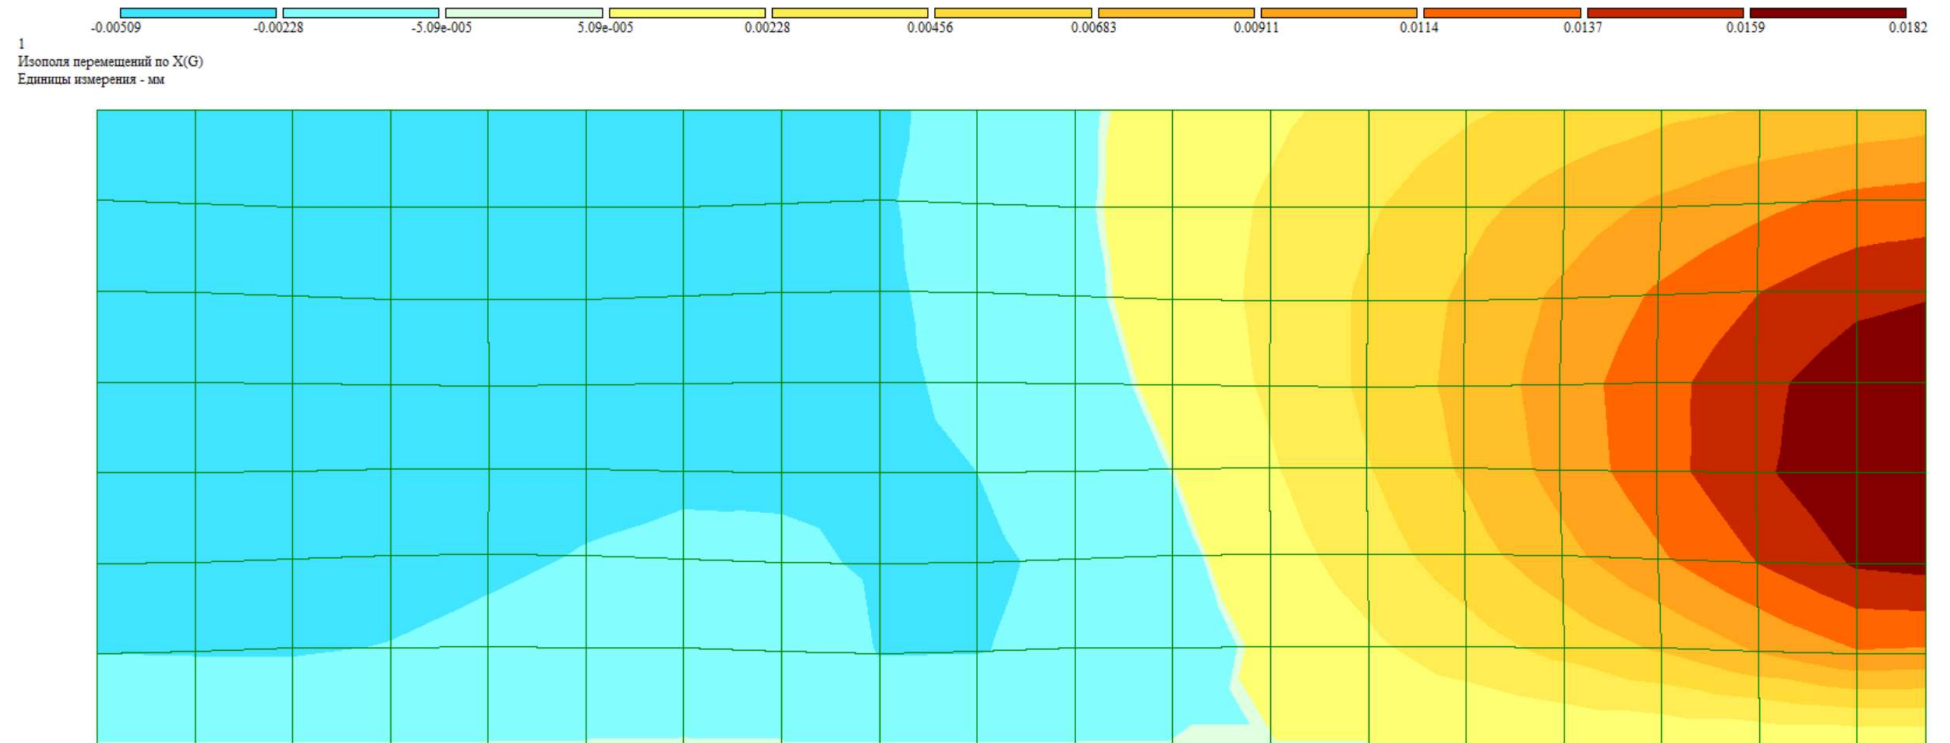 -0.00509 -0.00228 -5.09e-005 5.09e-005 0.00228 0.00456 0.00683 0.00911 0.0114 0.0137 0.0159 0.0182
1
Изополя перемещений по X(G)
Единицы измерения - мм